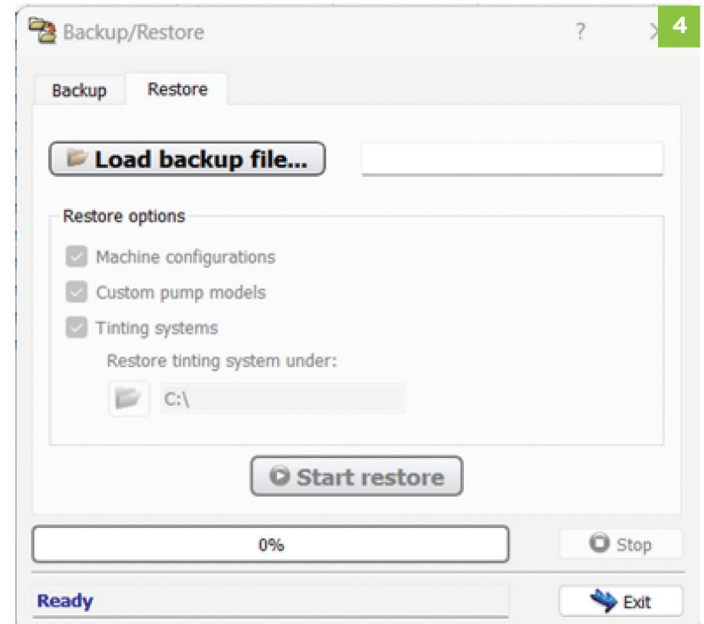 Backup/Restore ? 4
Backup Restore
Load backup file...
Restore options
Machine configurations
Custom pump models
Tinting systems
Restore tinting system under:
C:\
Start restore
0% Stop
Ready Exit